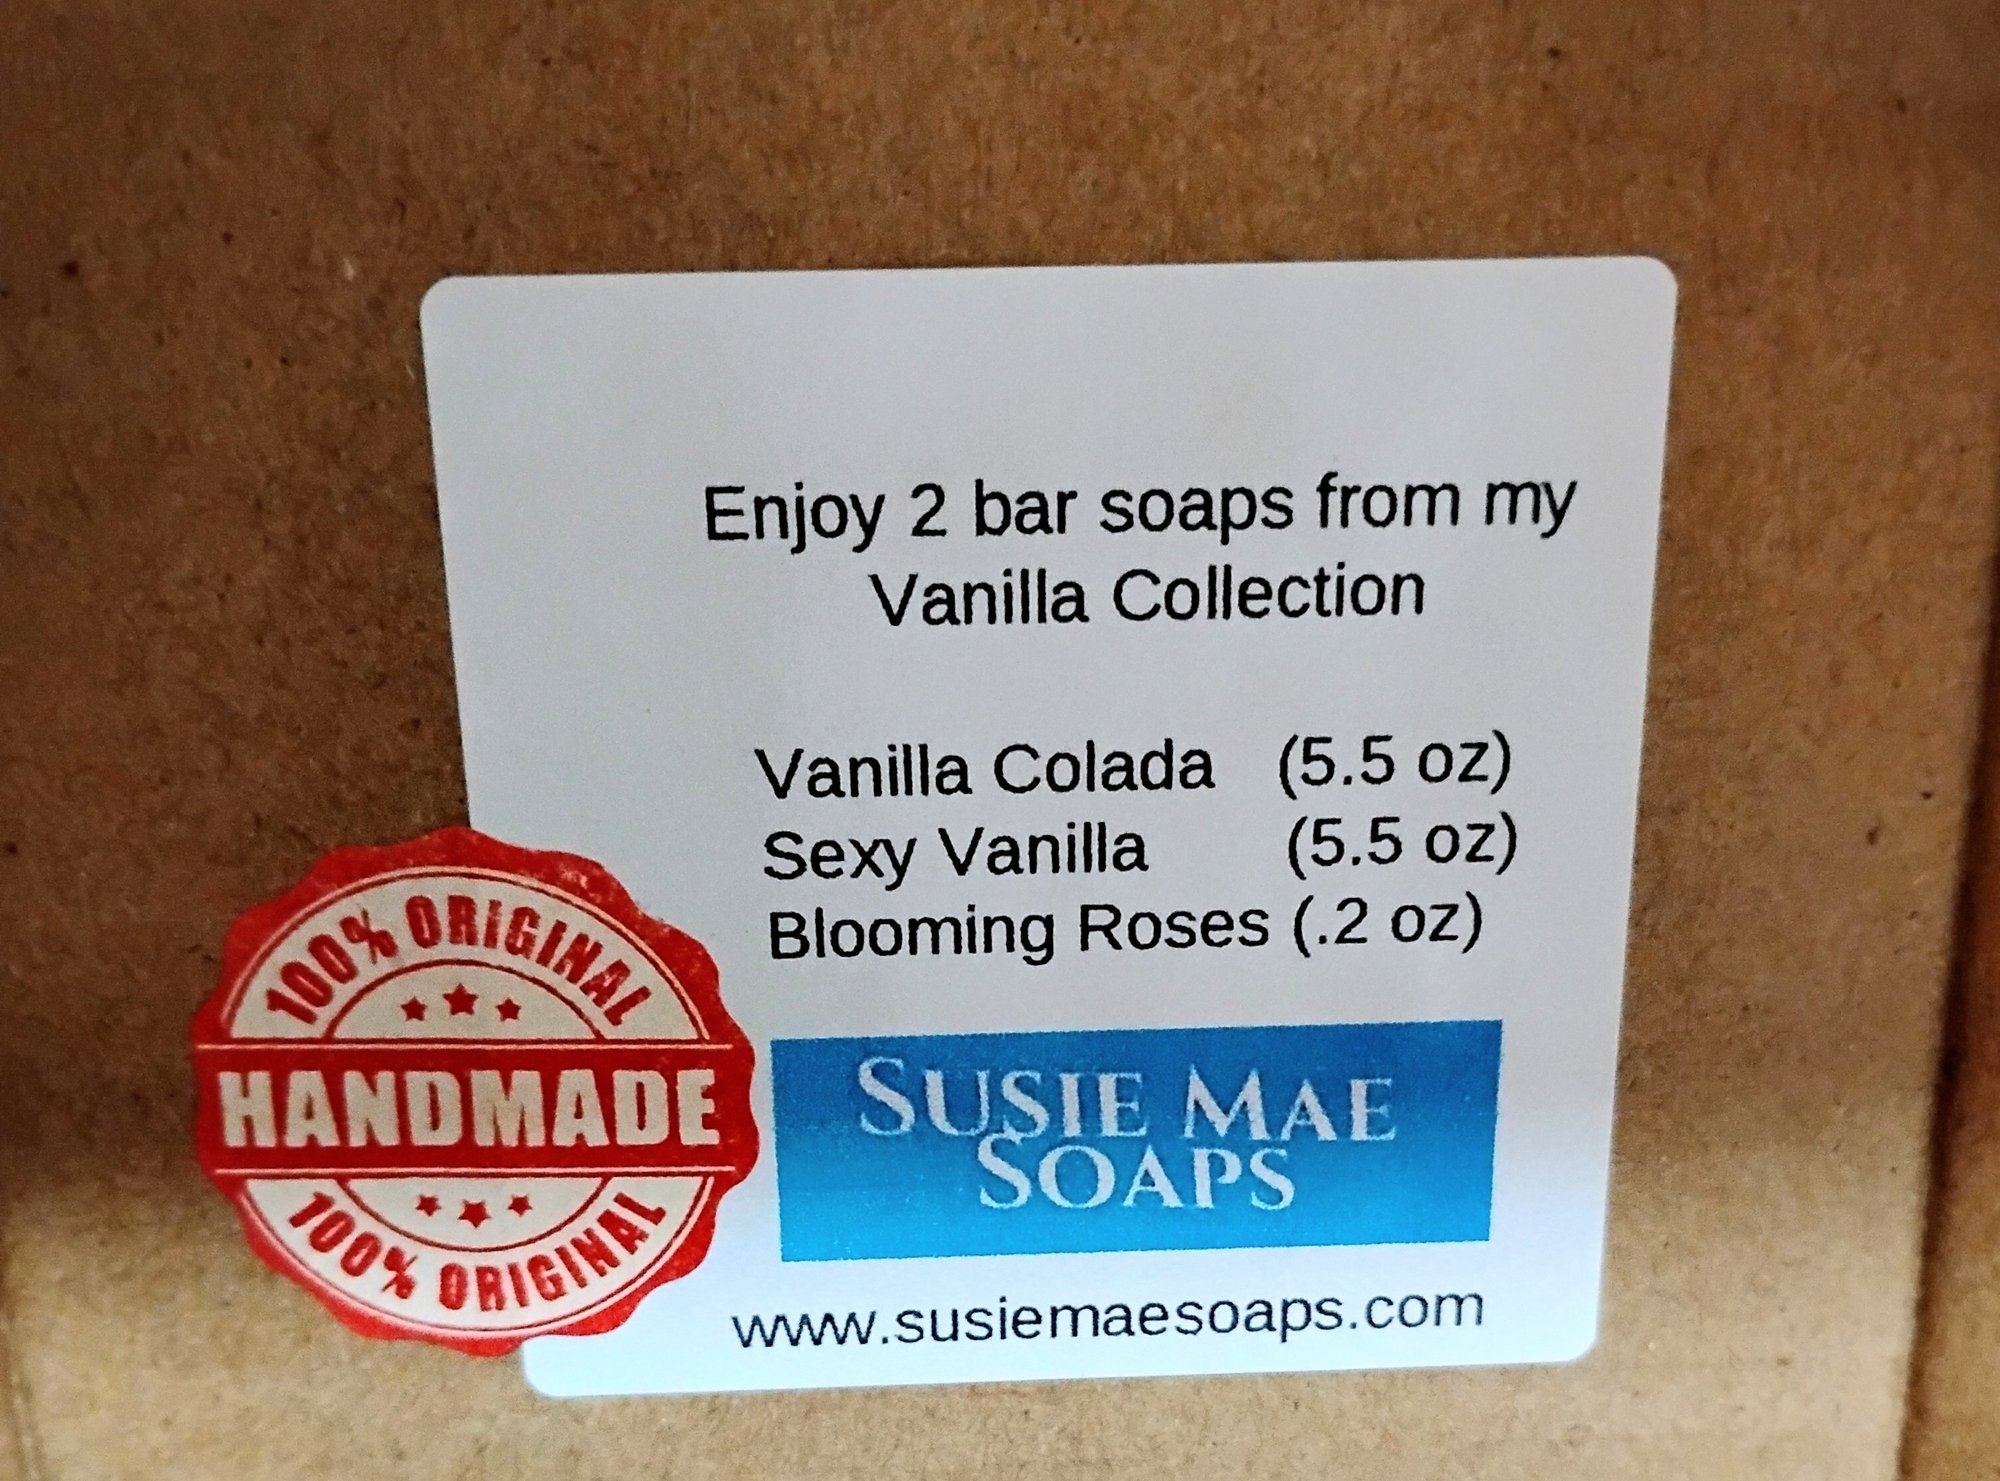 Enjoy 2 bar soaps from my
Vanilla Collection
Vanilla Colada (5.5 oz)
Sexy Vanilla (5.5 oz)
Blooming Roses (.2 oz)
100% ORIGINAL
HANDMADE
100% ORIGINAL
SUSIE MAE
SOAPS
www.susiemaesoaps.com